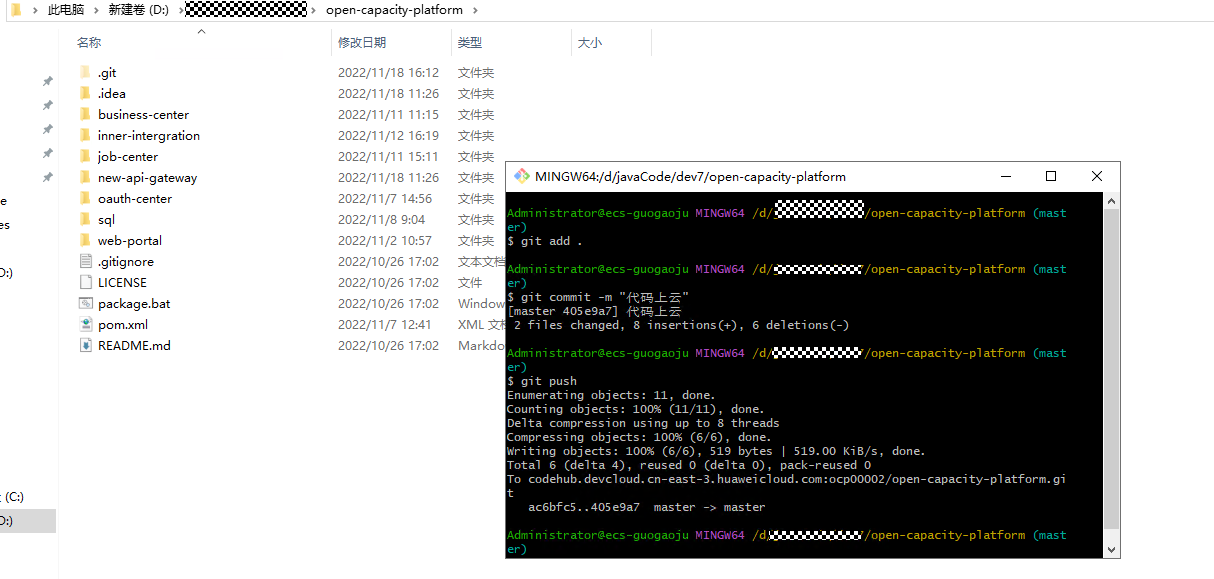 此电脑 › 新建卷 (D:) › › open-capacity-platform ›
名称 修改日期 类型 大小
.git 2022/11/18 16:12 文件夹
.idea 2022/11/18 11:26 文件夹
business-center 2022/11/11 11:15 文件夹
inner-intergration 2022/11/12 16:19 文件夹
job-center 2022/11/11 15:11 文件夹
new-api-gateway 2022/11/18 11:26 文件夹
oauth-center 2022/11/7 14:56 文件夹
sql 2022/11/8 9:04 文件夹
web-portal 2022/11/2 10:57 文件夹
.gitignore 2022/10/26 17:02 文本文档
LICENSE 2022/10/26 17:02 文件
package.bat 2022/10/26 17:02 Window
pom.xml 2022/11/7 12:41 XML 文
README.md 2022/10/26 17:02 Markdo
(C:)
MINGW64:/d/javaCode/dev7/open-capacity-platform
Administrator@ecs-guogaoju MINGW64 /d/ /open-capacity-platform (mast
er)
$ git add .
Administrator@ecs-guogaoju MINGW64 /d/ /open-capacity-platform (mast
er)
$ git commit -m "代码上云"
[master 405e9a7] 代码上云
2 files changed, 8 insertions(+), 6 deletions(-)
Administrator@ecs-guogaoju MINGW64 /d/ /open-capacity-platform (mast
er)
$ git push
Enumerating objects: 11, done.
Counting objects: 100% (11/11), done.
Delta compression using up to 8 threads
Compressing objects: 100% (6/6), done.
Writing objects: 100% (6/6), 519 bytes | 519.00 KiB/s, done.
Total 6 (delta 4), reused 0 (delta 0), pack-reused 0
To codehub.devcloud.cn-east-3.huaweicloud.com:ocp00002/open-capacity-platform.gi
t
ac6bfc5..405e9a7 master -> master
Administrator@ecs-guogaoju MINGW64 /d/ /open-capacity-platform (mast
er)